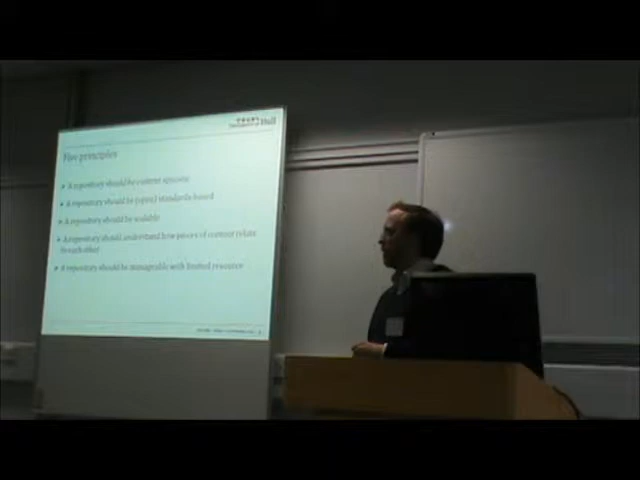 Hull
Five principles
A repository should be content agnostic
A repository should be (open) standards-based
A repository should be scalable
A repository should understand how pieces of content relate
to each other
A repository should be manageable with limited resource